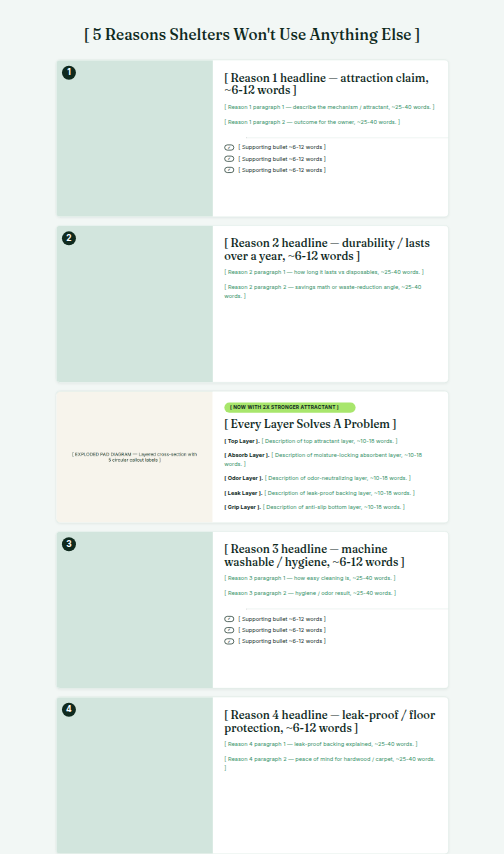 [ 5 Reasons Shelters Won't Use Anything Else ]
1
[ Reason 1 headline — attraction claim,
~6-12 words ]
[ Reason 1 paragraph 1 — describe the mechanism / attractant, ~25-40 words. ]
[ Reason 1 paragraph 2 — outcome for the owner, ~25-40 words. ]
[ Supporting bullet ~6-12 words ]
[ Supporting bullet ~6-12 words ]
[ Supporting bullet ~6-12 words ]
2
[ Reason 2 headline — durability / lasts
over a year, ~6-12 words ]
[ Reason 2 paragraph 1 — how long it lasts vs disposables, ~25-40 words. ]
[ Reason 2 paragraph 2 — savings math or waste-reduction angle, ~25-40
words. ]
[ EXPLODED PAD DIAGRAM — Layered cross-section with
5 circular callout labels ]
[ NOW WITH 2X STRONGER ATTRACTANT ]
[ Every Layer Solves A Problem ]
[ Top Layer ]. [ Description of top attractant layer, ~10-18 words. ]
[ Absorb Layer ]. [ Description of moisture-locking absorbent layer, ~10-18
words. ]
[ Odor Layer ]. [ Description of odor-neutralizing layer, ~10-18 words. ]
[ Leak Layer ]. [ Description of leak-proof backing layer, ~10-18 words. ]
[ Grip Layer ]. [ Description of anti-slip bottom layer, ~10-18 words. ]
3
[ Reason 3 headline — machine
washable / hygiene, ~6-12 words ]
[ Reason 3 paragraph 1 — how easy cleaning is, ~25-40 words. ]
[ Reason 3 paragraph 2 — hygiene / odor result, ~25-40 words. ]
[ Supporting bullet ~6-12 words ]
[ Supporting bullet ~6-12 words ]
[ Supporting bullet ~6-12 words ]
4
[ Reason 4 headline — leak-proof / floor
protection, ~6-12 words ]
[ Reason 4 paragraph 1 — leak-proof backing explained, ~25-40 words. ]
[ Reason 4 paragraph 2 — peace of mind for hardwood / carpet, ~25-40 words.
]